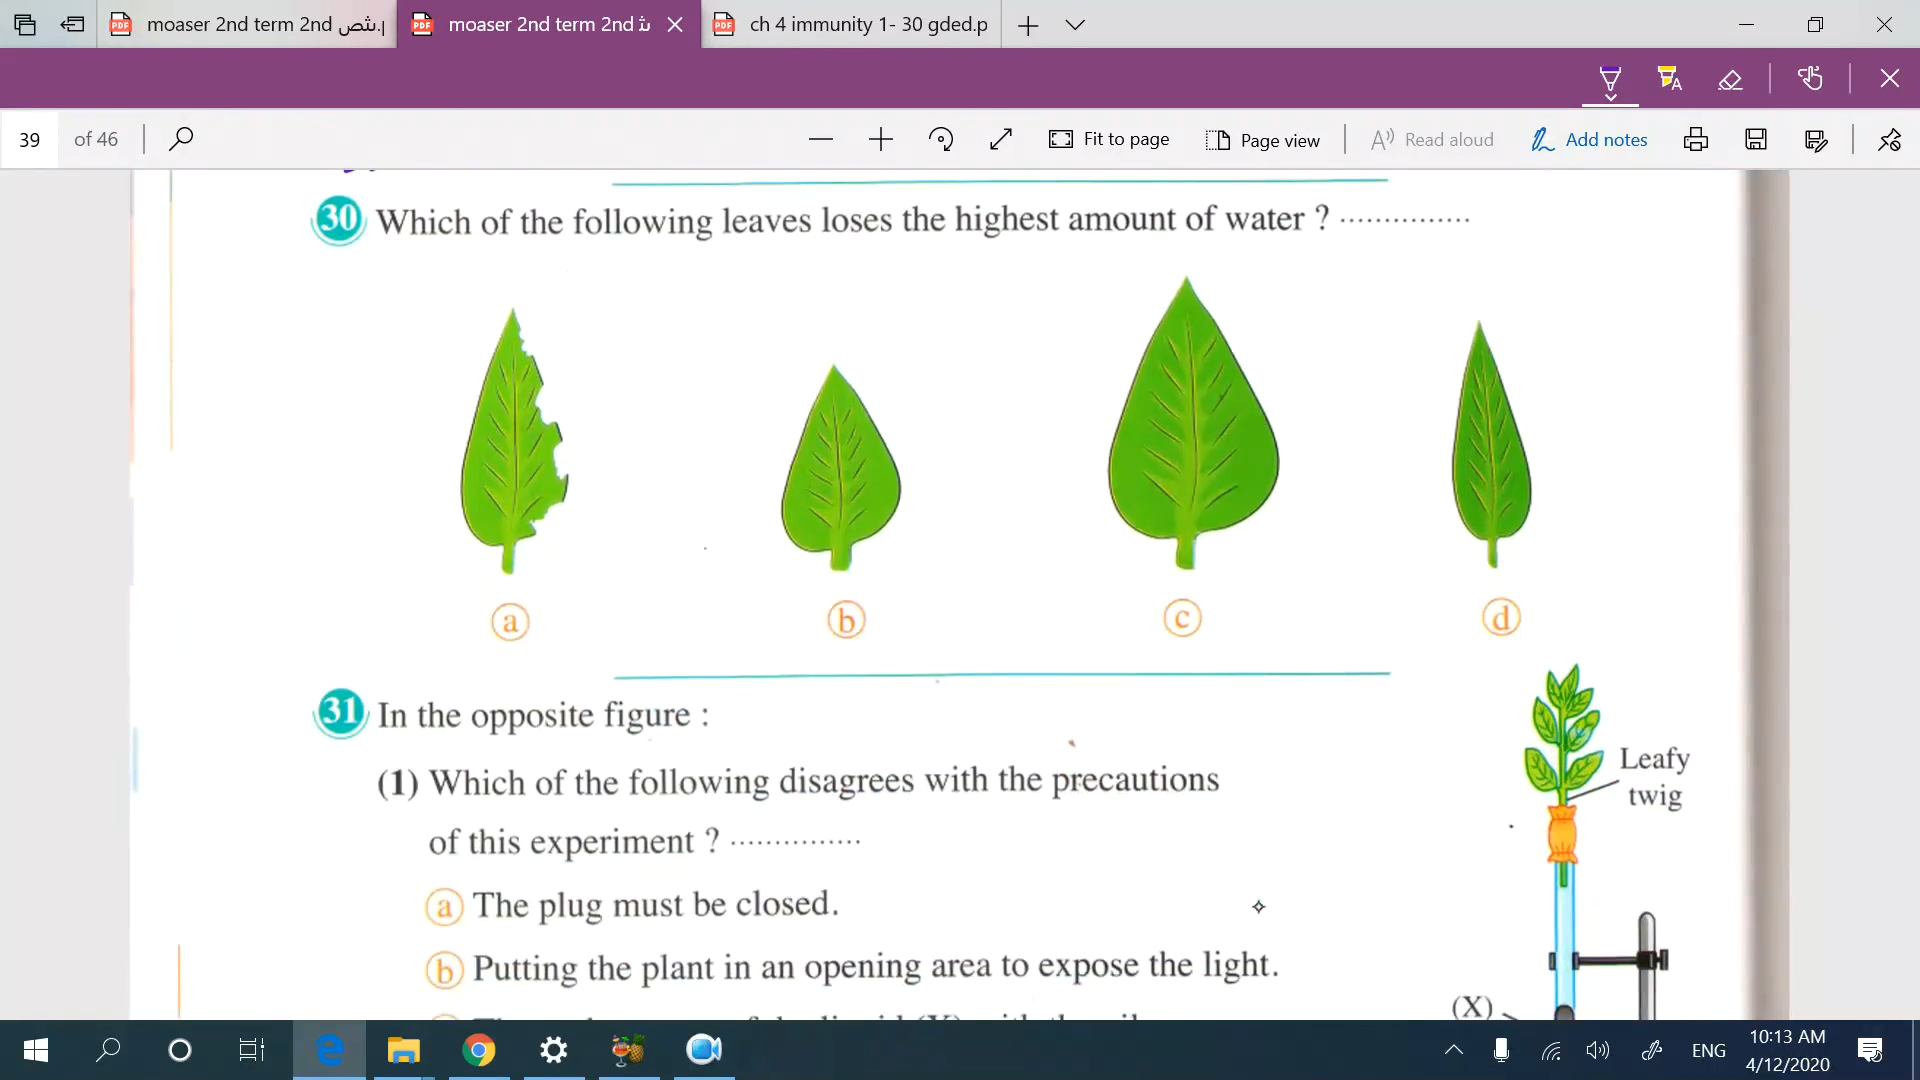 moaser 2nd term 2nd
moaser 2nd term 2nd
ch 4 immunity 1- 30 gded.p
39 of 46
Fit to page
Page view
Read aloud
Add notes
30 Which of the following leaves loses the highest amount of water ? ...............
a
b
c
d
31 In the opposite figure :
(1) Which of the following disagrees with the precautions
of this experiment ? ...............
a The plug must be closed.
b Putting the plant in an opening area to expose the light.
Leafy
twig
(X)
ENG
10:13 AM
4/12/2020